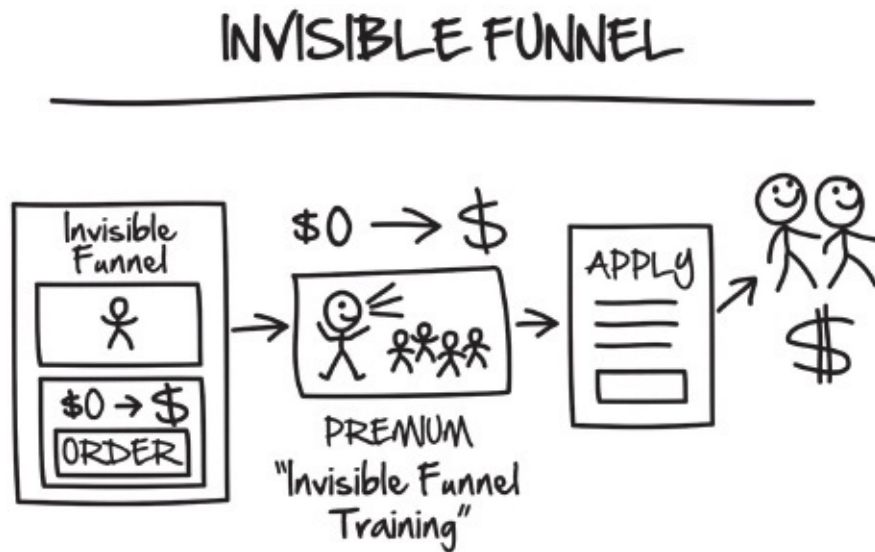 INVISIBLE FUNNEL
Invisible
Funnel
$0 → $
ORDER
$0 → $
PREMIUM
"Invisible Funnel
Training"
APPLY
$